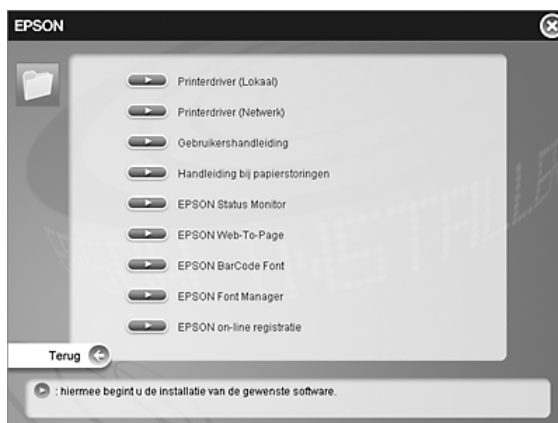 EPSON
Printerdriver (Lokaal)
Printerdriver (Netwerk)
Gebruikershandleiding
Handleiding bij papierstoringen
EPSON Status Monitor
EPSON Web-To-Page
EPSON BarCode Font
EPSON Font Manager
EPSON on-line registratie
Terug
: hiermee begint u de installatie van de gewenste software.